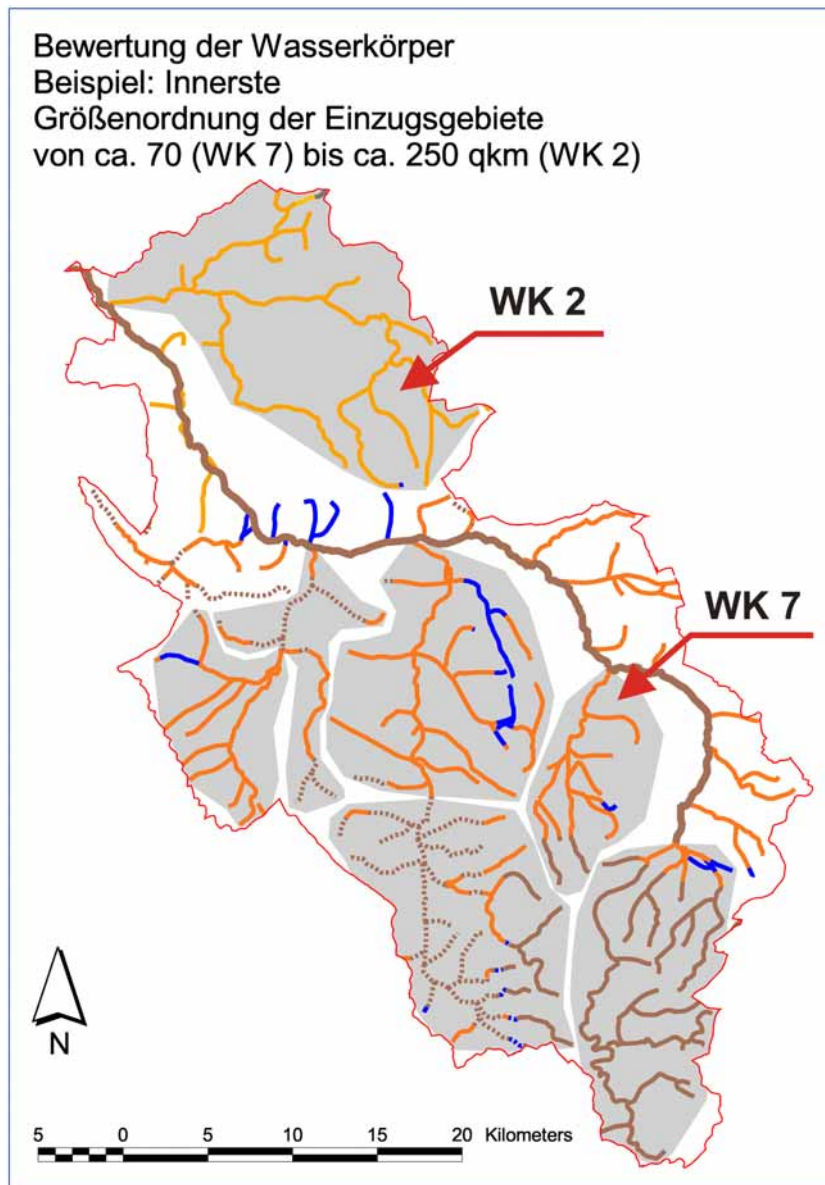 Bewertung der Wasserkörper
Beispiel: Innerste
Größenordnung der Einzugsgebiete
von ca. 70 (WK 7) bis ca. 250 qkm (WK 2)
WK 2
WK 7
N
5 0 5 10 15 20 Kilometers